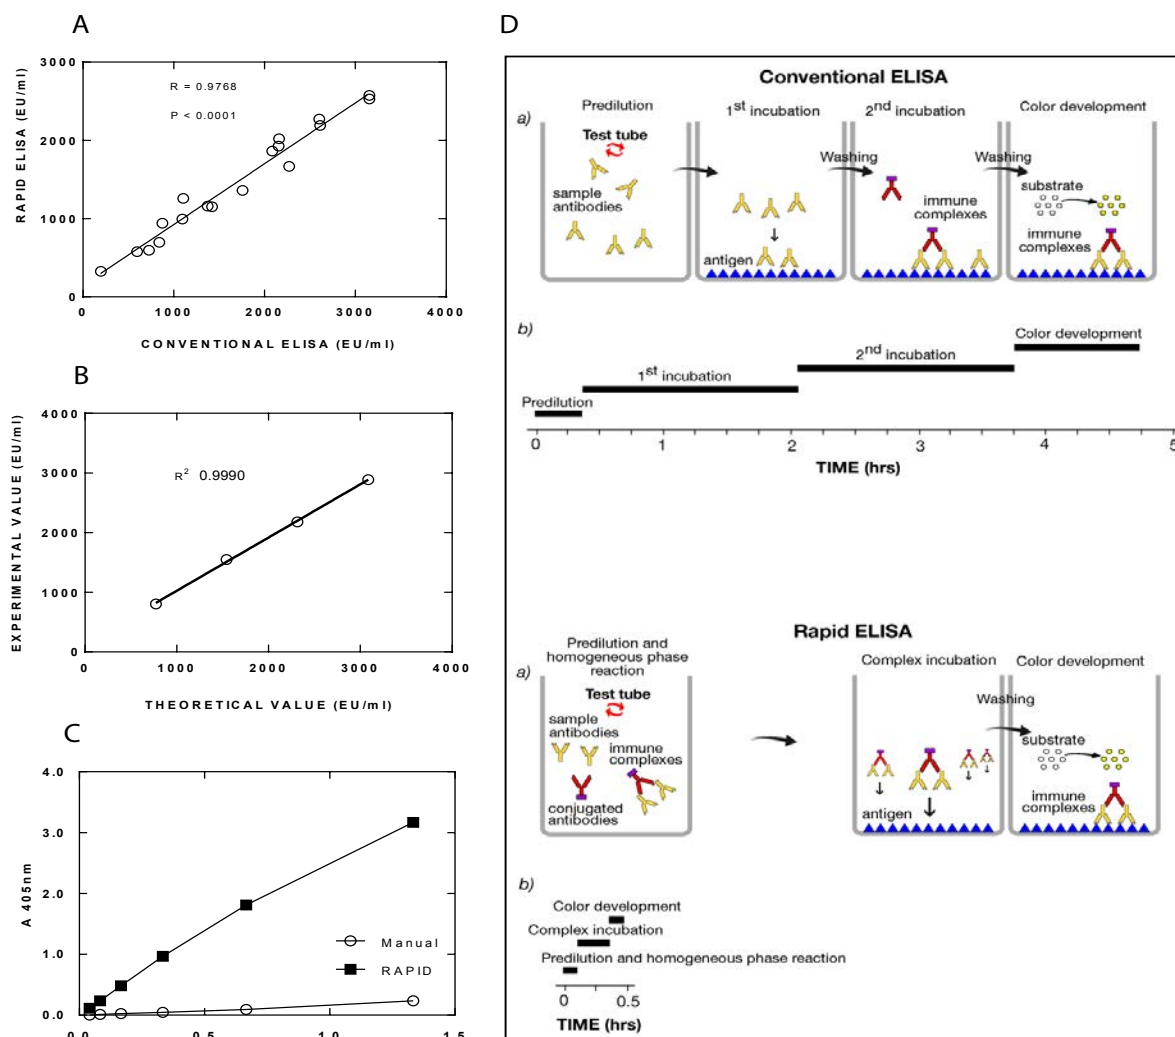 A
R = 0.9768
P < 0.0001
RAPID ELISA (EU/ml)
3000
2000
1000
0
0
1000
2000
3000
4000
CONVENTIONAL ELISA (EU/ml)
B
R² 0.9990
EXPERIMENTAL VALUE (EU/ml)
4000
3000
2000
1000
0
0
1000
2000
3000
4000
THEORETICAL VALUE (EU/ml)
C
A 405nm
4.0
3.0
2.0
1.0
0.0
Manual
RAPID
0.0
0.5
1.0
1.5
D
Conventional ELISA
a)
Predilution
1st incubation
2nd incubation
Color development
Test tube
sample
antibodies
antigen
Washing
immune
complexes
Washing
substrate
immune
complexes
b)
Color development
2nd incubation
1st incubation
Predilution
0
1
2
3
4
5
TIME (hrs)
Rapid ELISA
a)
Predilution and
homogeneous phase
reaction
Complex incubation
Color development
Test tube
sample
antibodies
immune
complexes
conjugated
antibodies
antigen
Washing
substrate
immune
complexes
b)
Color development
Complex incubation
Predilution and homogeneous phase reaction
0
0.5
TIME (hrs)